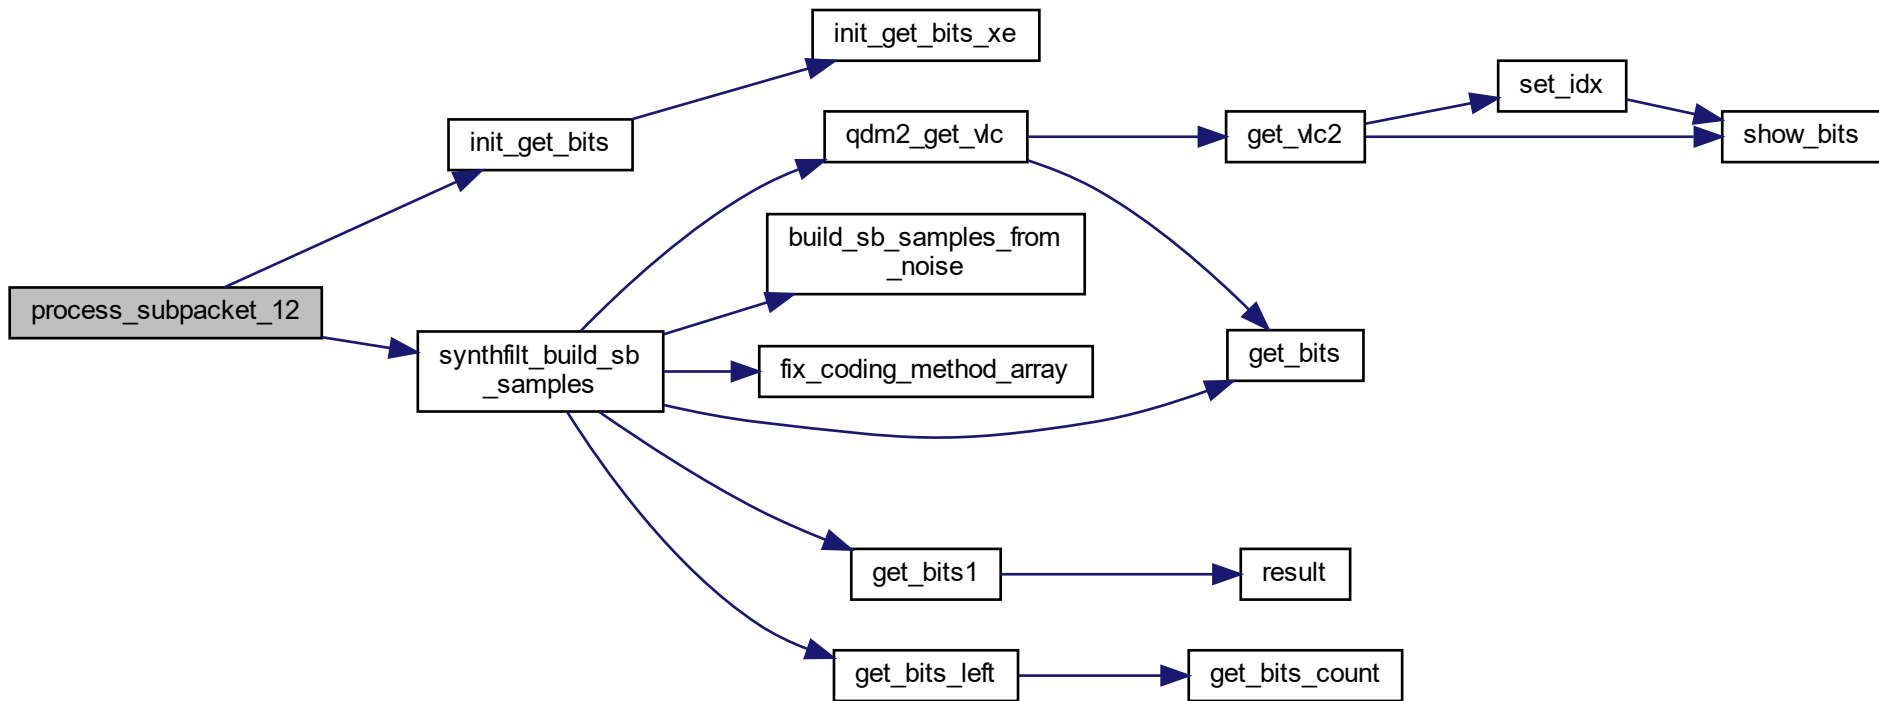 init_get_bits_xe
set_idx
init_get_bits
qdm2_get_vlc
get_vlc2
show_bits
build_sb_samples_from
_noise
process_subpacket_12
synthfilt_build_sb
_samples
fix_coding_method_array
get_bits
get_bits1
result
get_bits_left
get_bits_count